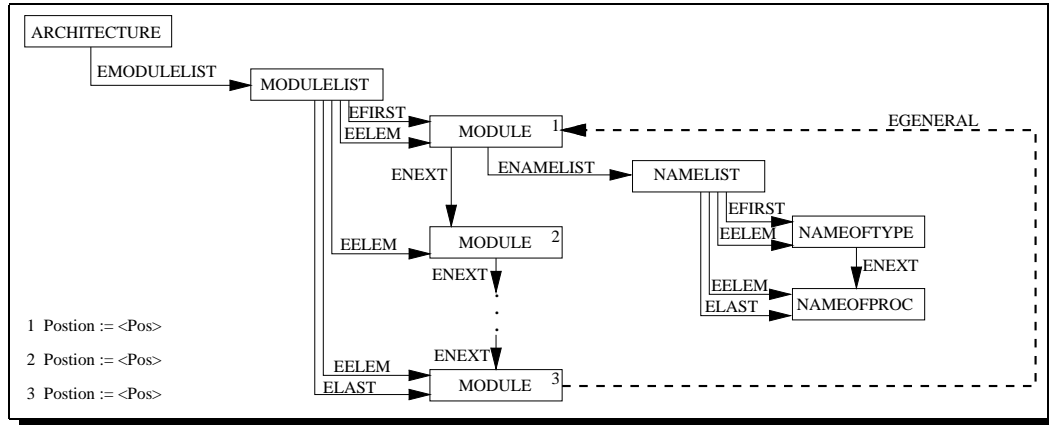 ARCHITECTURE
EMODULELIST
MODULELIST
EFIRST
EELEM
MODULE 1
EGENERAL
ENEXT
ENAMELIST
NAMELIST
EFIRST
EELEM
NAMEOFTYPE
EELEM
MODULE 2
ENEXT
ENEXT
EELEM
ELAST
NAMEOFPROC
1 Postion := <Pos>
2 Postion := <Pos>
3 Postion := <Pos>
ENEXT
EELEM
ELAST
MODULE 3